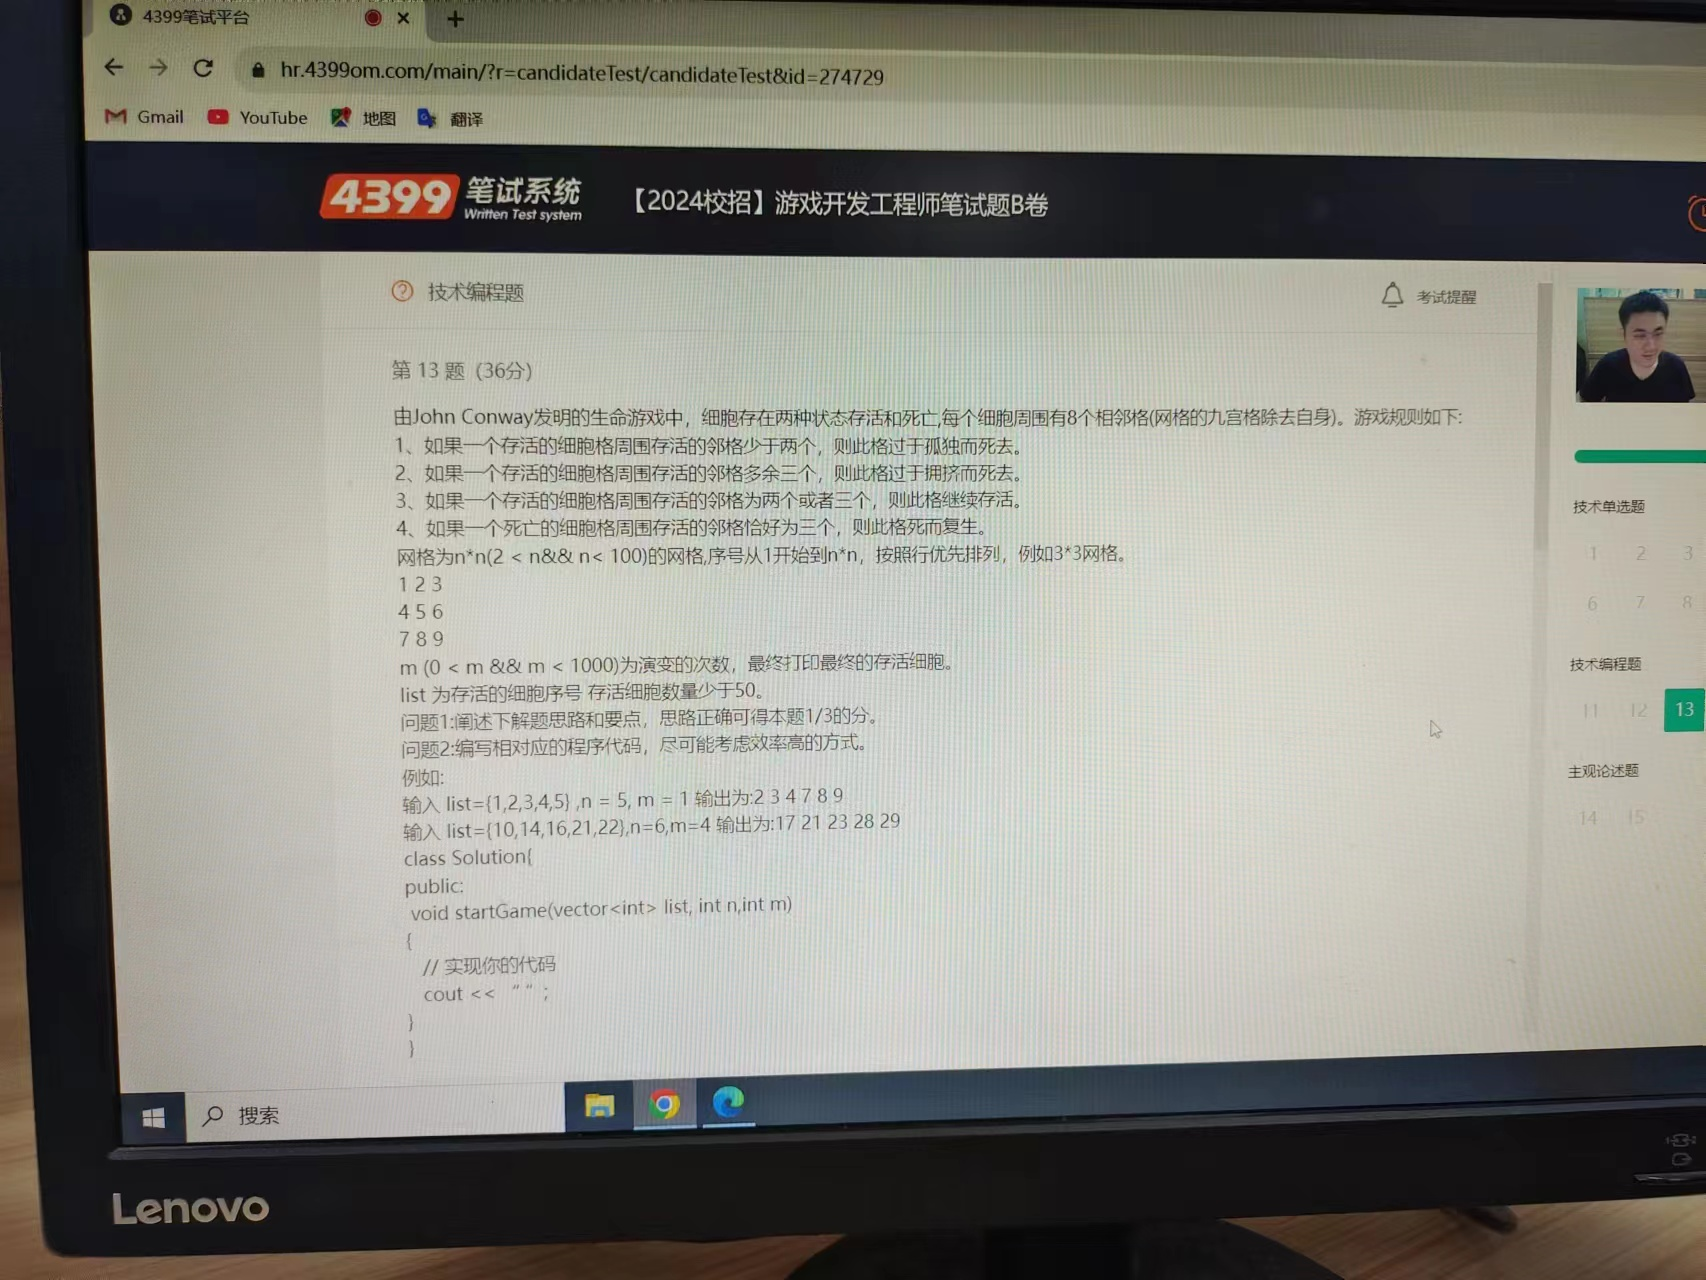 4399笔试平台
hr.4399om.com/main/?r=candidateTest/candidateTest&id=274729
Gmail YouTube 地图 翻译
4399 笔试系统 Written Test system
【2024校招】游戏开发工程师笔试题B卷
技术编程题
考试提醒
第 13 题（36分）
由John Conway发明的生命游戏中，细胞存在两种状态存活和死亡,每个细胞周围有8个相邻格(网格的九宫格除去自身)。游戏规则如下:
1、如果一个存活的细胞格周围存活的邻格少于两个，则此格过于孤独而死去。
2、如果一个存活的细胞格周围存活的邻格多余三个，则此格过于拥挤而死去。
3、如果一个存活的细胞格周围存活的邻格为两个或者三个，则此格继续存活。
4、如果一个死亡的细胞格周围存活的邻格恰好为三个，则此格死而复生。
网格为n*n(2 < n&& n< 100)的网格,序号从1开始到n*n，按照行优先排列，例如3*3网格。
1 2 3
4 5 6
7 8 9
m (0 < m && m < 1000)为演变的次数，最终打印最终的存活细胞。
list 为存活的细胞序号 存活细胞数量少于50。
问题1:阐述下解题思路和要点，思路正确可得本题1/3的分。
问题2:编写相对应的程序代码，尽可能考虑效率高的方式。
例如:
输入 list={1,2,3,4,5} ,n = 5, m = 1 输出为:2 3 4 7 8 9
输入 list={10,14,16,21,22},n=6,m=4 输出为:17 21 23 28 29
class Solution{
public:
void startGame(vector<int> list, int n,int m)
{
// 实现你的代码
cout << “ ” ;
}
}
技术单选题
1 2 3
6 7 8
技术编程题
11 12 13
主观论述题
14 15
搜索
Lenovo